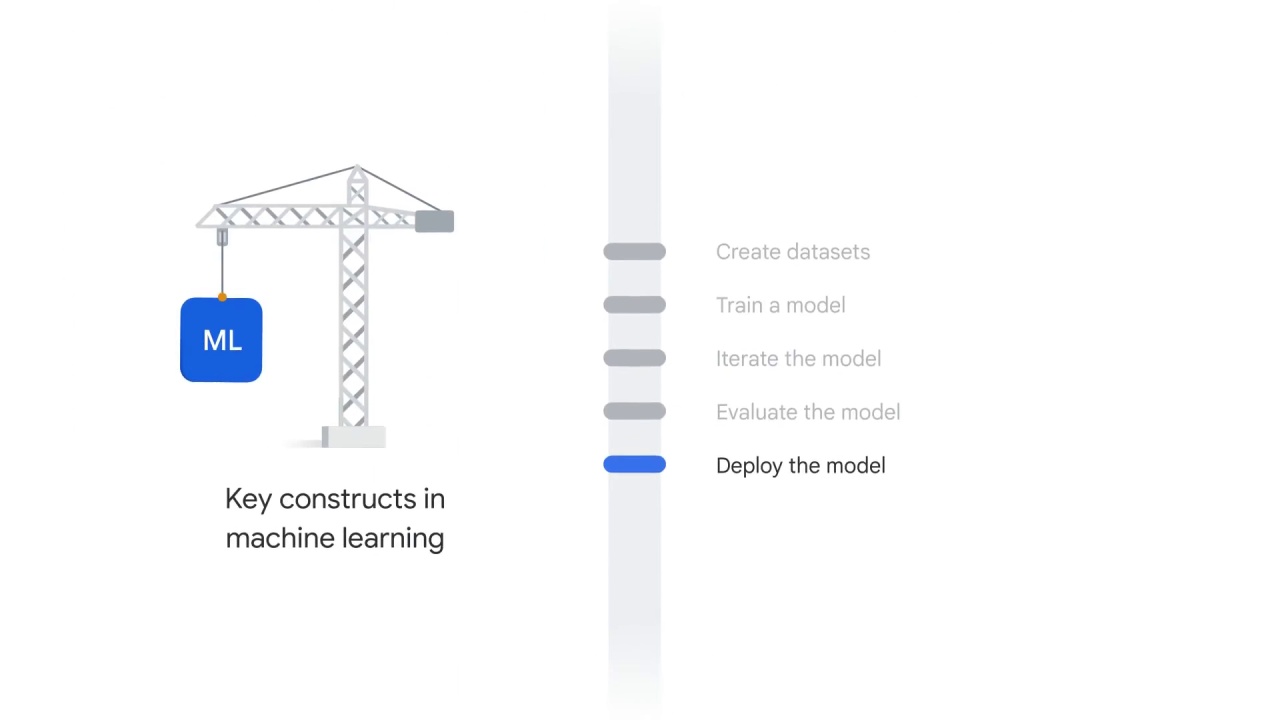 ML
Key constructs in
machine learning
Create datasets
Train a model
Iterate the model
Evaluate the model
Deploy the model